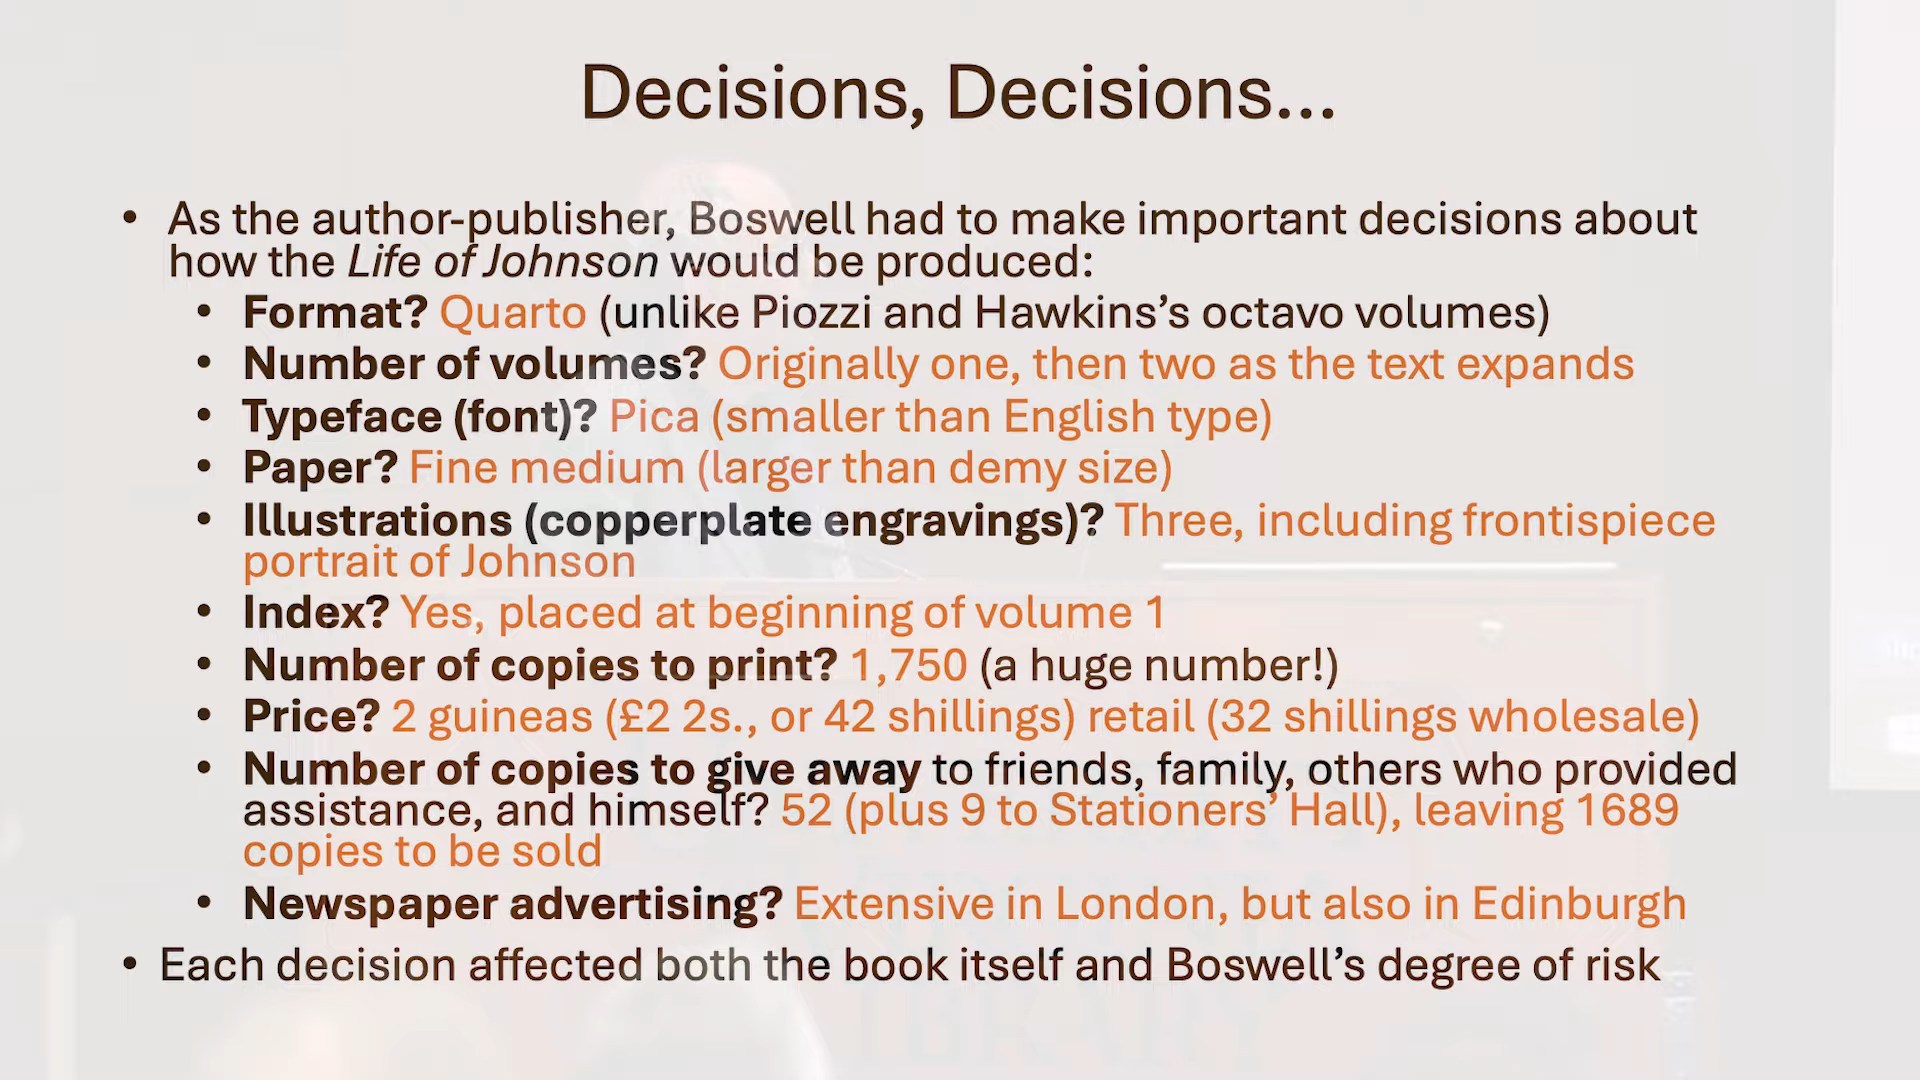 Decisions, Decisions...
• As the author-publisher, Boswell had to make important decisions about
how the Life of Johnson would be produced:
• Format? Quarto (unlike Piozzi and Hawkins’s octavo volumes)
• Number of volumes? Originally one, then two as the text expands
• Typeface (font)? Pica (smaller than English type)
• Paper? Fine medium (larger than demy size)
• Illustrations (copperplate engravings)? Three, including frontispiece
portrait of Johnson
• Index? Yes, placed at beginning of volume 1
• Number of copies to print? 1,750 (a huge number!)
• Price? 2 guineas (£2 2s., or 42 shillings) retail (32 shillings wholesale)
• Number of copies to give away to friends, family, others who provided
assistance, and himself? 52 (plus 9 to Stationers’ Hall), leaving 1689
copies to be sold
• Newspaper advertising? Extensive in London, but also in Edinburgh
• Each decision affected both the book itself and Boswell’s degree of risk